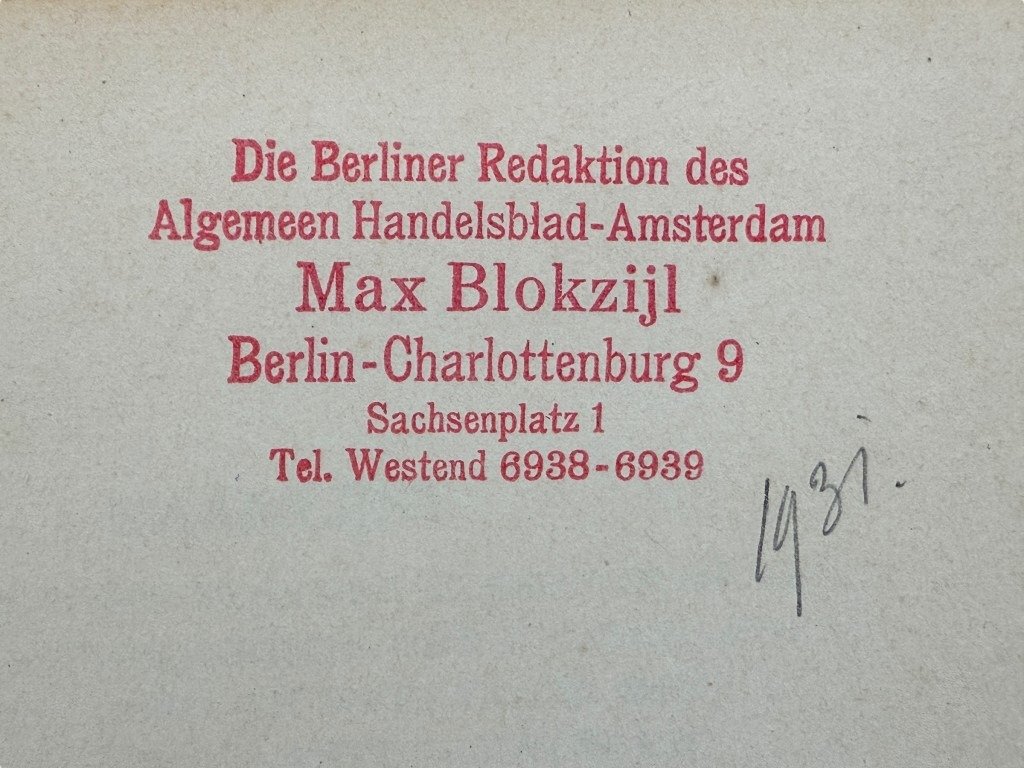 Die Berliner Redaktion des
Algemeen Handelsblad-Amsterdam
Max Blokzijl
Berlin-Charlottenburg 9
Sachsenplatz 1
Tel. Westend 6938-6939
1931.